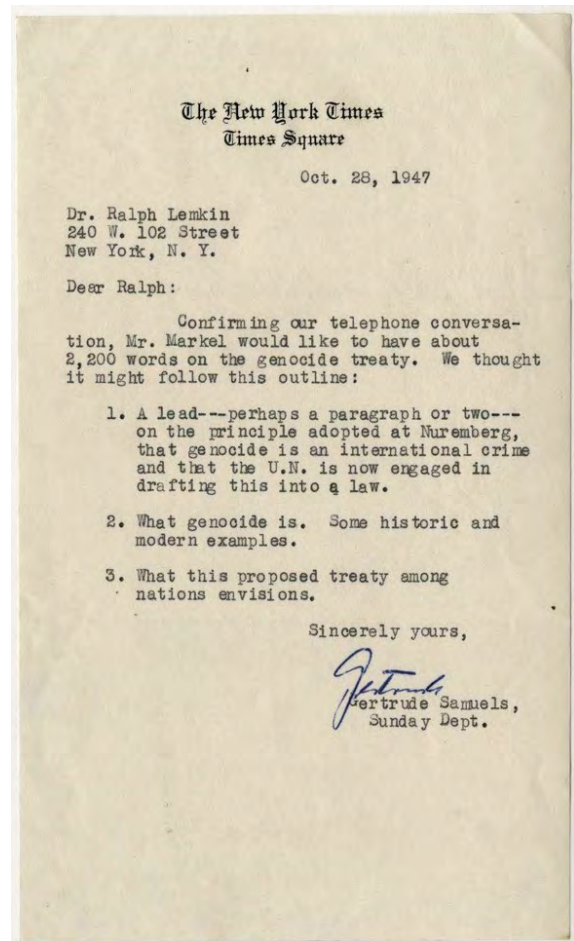 The New York Times
Times Square
Oct. 28, 1947
Dr. Ralph Lemkin
240 W. 102 Street
New York, N. Y.
Dear Ralph:
Confirming our telephone conversa-
tion, Mr. Markel would like to have about
2,200 words on the genocide treaty. We thought
it might follow this outline:
1. A lead---perhaps a paragraph or two---
on the principle adopted at Nuremberg,
that genocide is an international crime
and that the U.N. is now engaged in
drafting this into a law.
2. What genocide is. Some historic and
modern examples.
3. What this proposed treaty among
nations envisions.
Sincerely yours,
Gertrude
Gertrude Samuels,
Sunday Dept.